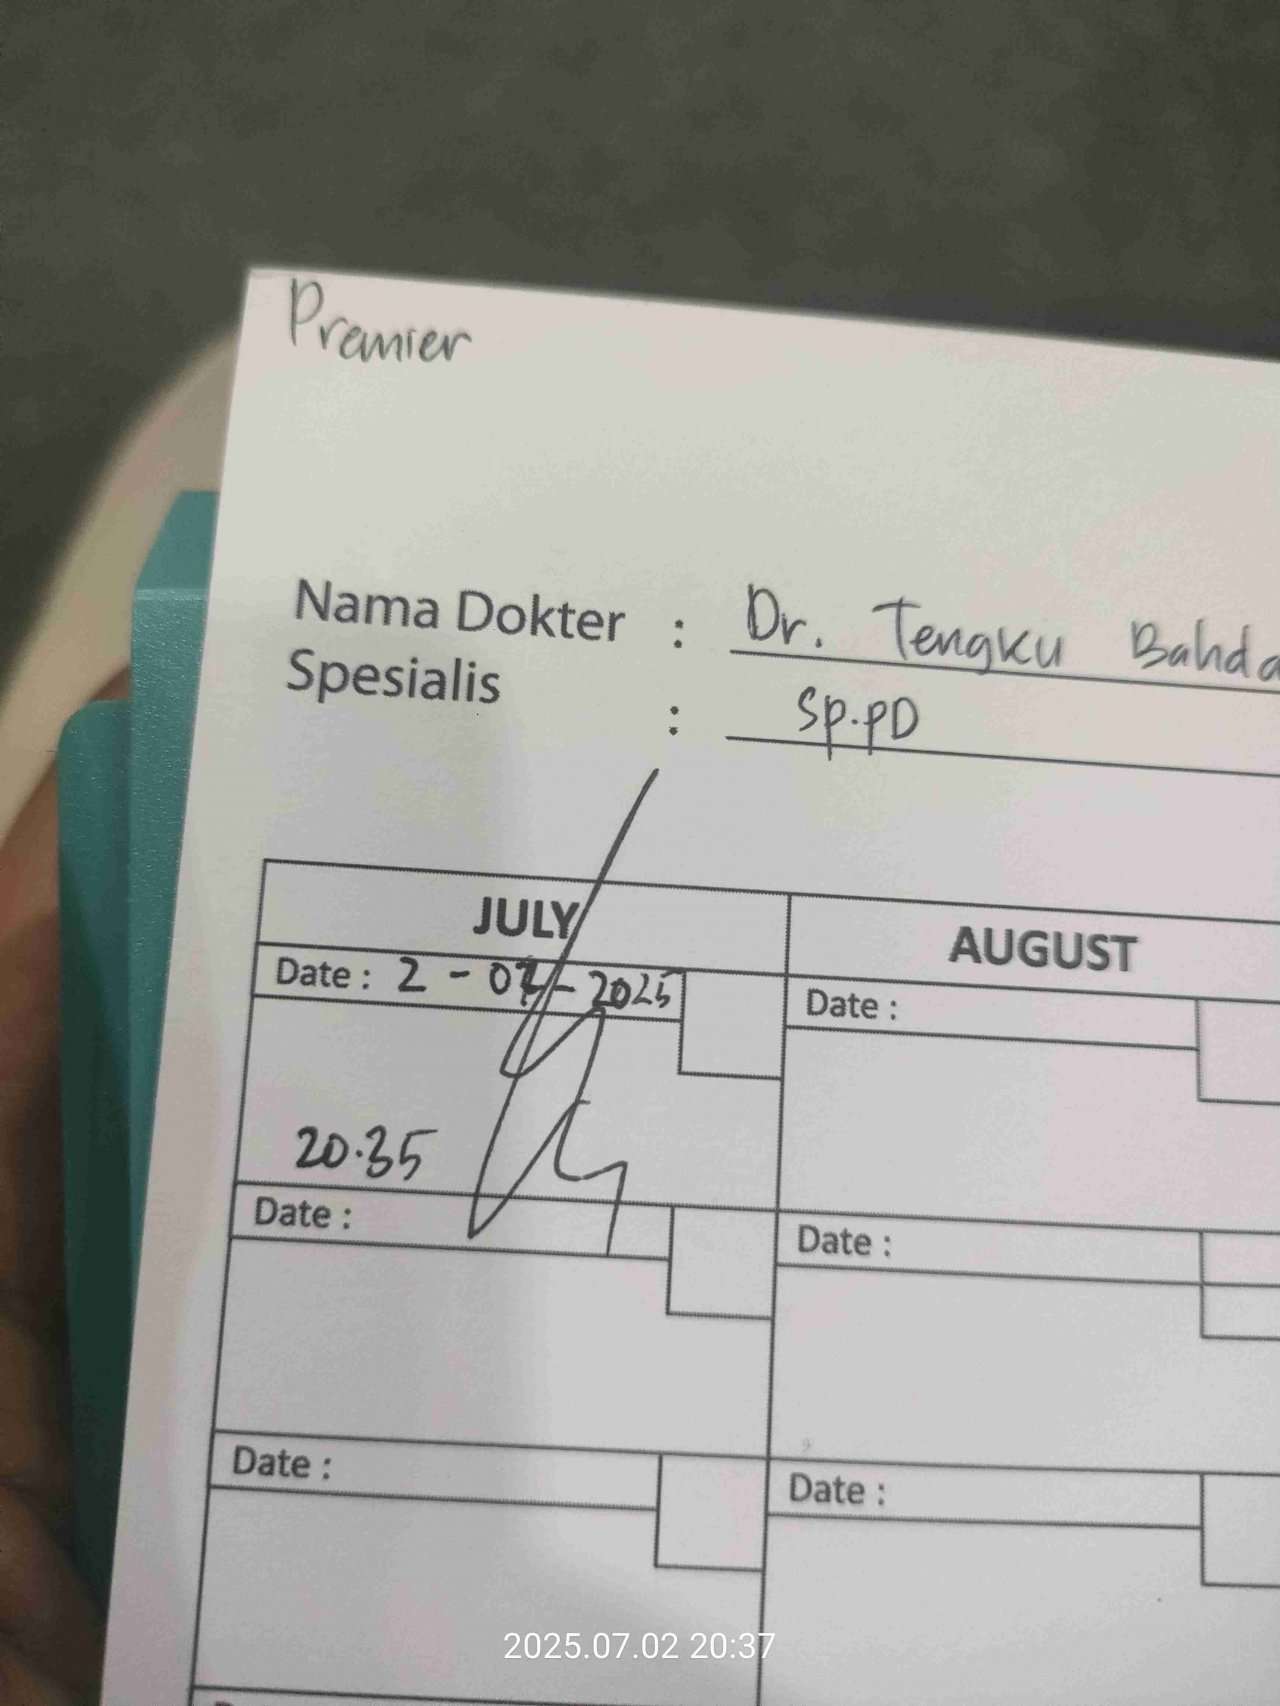 Premier
Nama Dokter : Dr. Tengku Bahda
Spesialis : Sp.PD
JULY AUGUST
Date : 2 - 07 - 2025 Date :
20.35
Date : Date :
Date : Date :
2025.07.02 20:37